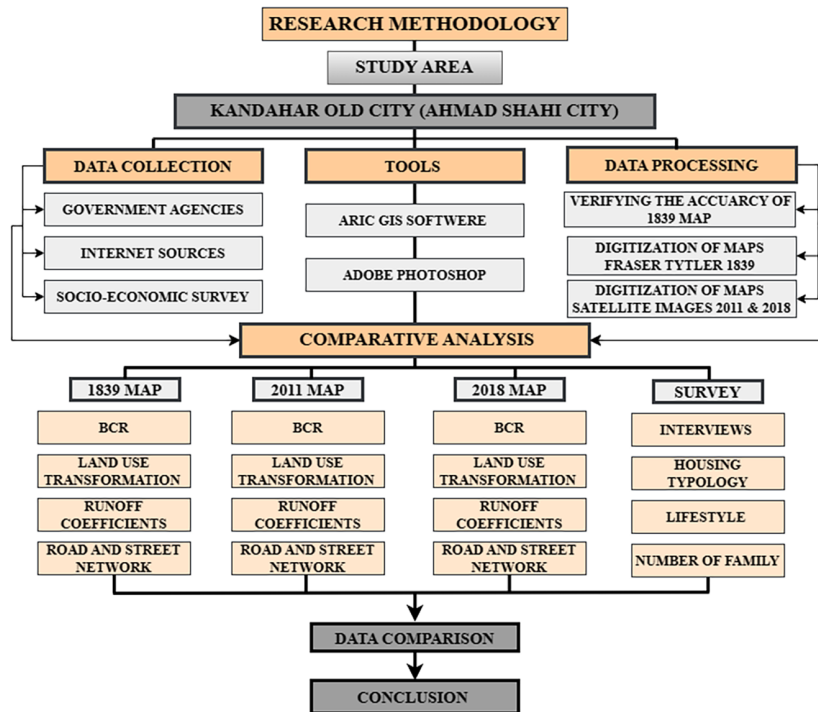 RESEARCH METHODOLOGY
STUDY AREA
KANDAHAR OLD CITY (AHMAD SHAHI CITY)
DATA COLLECTION
GOVERNMENT AGENCIES
INTERNET SOURCES
SOCIO-ECONOMIC SURVEY
TOOLS
ARIC GIS SOFTWERE
ADOBE PHOTOSHOP
DATA PROCESSING
VERIFYING THE ACCUARCY OF
1839 MAP
DIGITIZATION OF MAPS
FRASER TYTLER 1839
DIGITIZATION OF MAPS
SATELLITE IMAGES 2011 & 2018
COMPARATIVE ANALYSIS
1839 MAP
BCR
LAND USE
TRANSFORMATION
RUNOFF
COEFFICIENTS
ROAD AND STREET
NETWORK
2011 MAP
BCR
LAND USE
TRANSFORMATION
RUNOFF
COEFFICIENTS
ROAD AND STREET
NETWORK
2018 MAP
BCR
LAND USE
TRANSFORMATION
RUNOFF
COEFFICIENTS
ROAD AND STREET
NETWORK
SURVEY
INTERVIEWS
HOUSING
TYPOLOGY
LIFESTYLE
NUMBER OF FAMILY
DATA COMPARISON
CONCLUSION